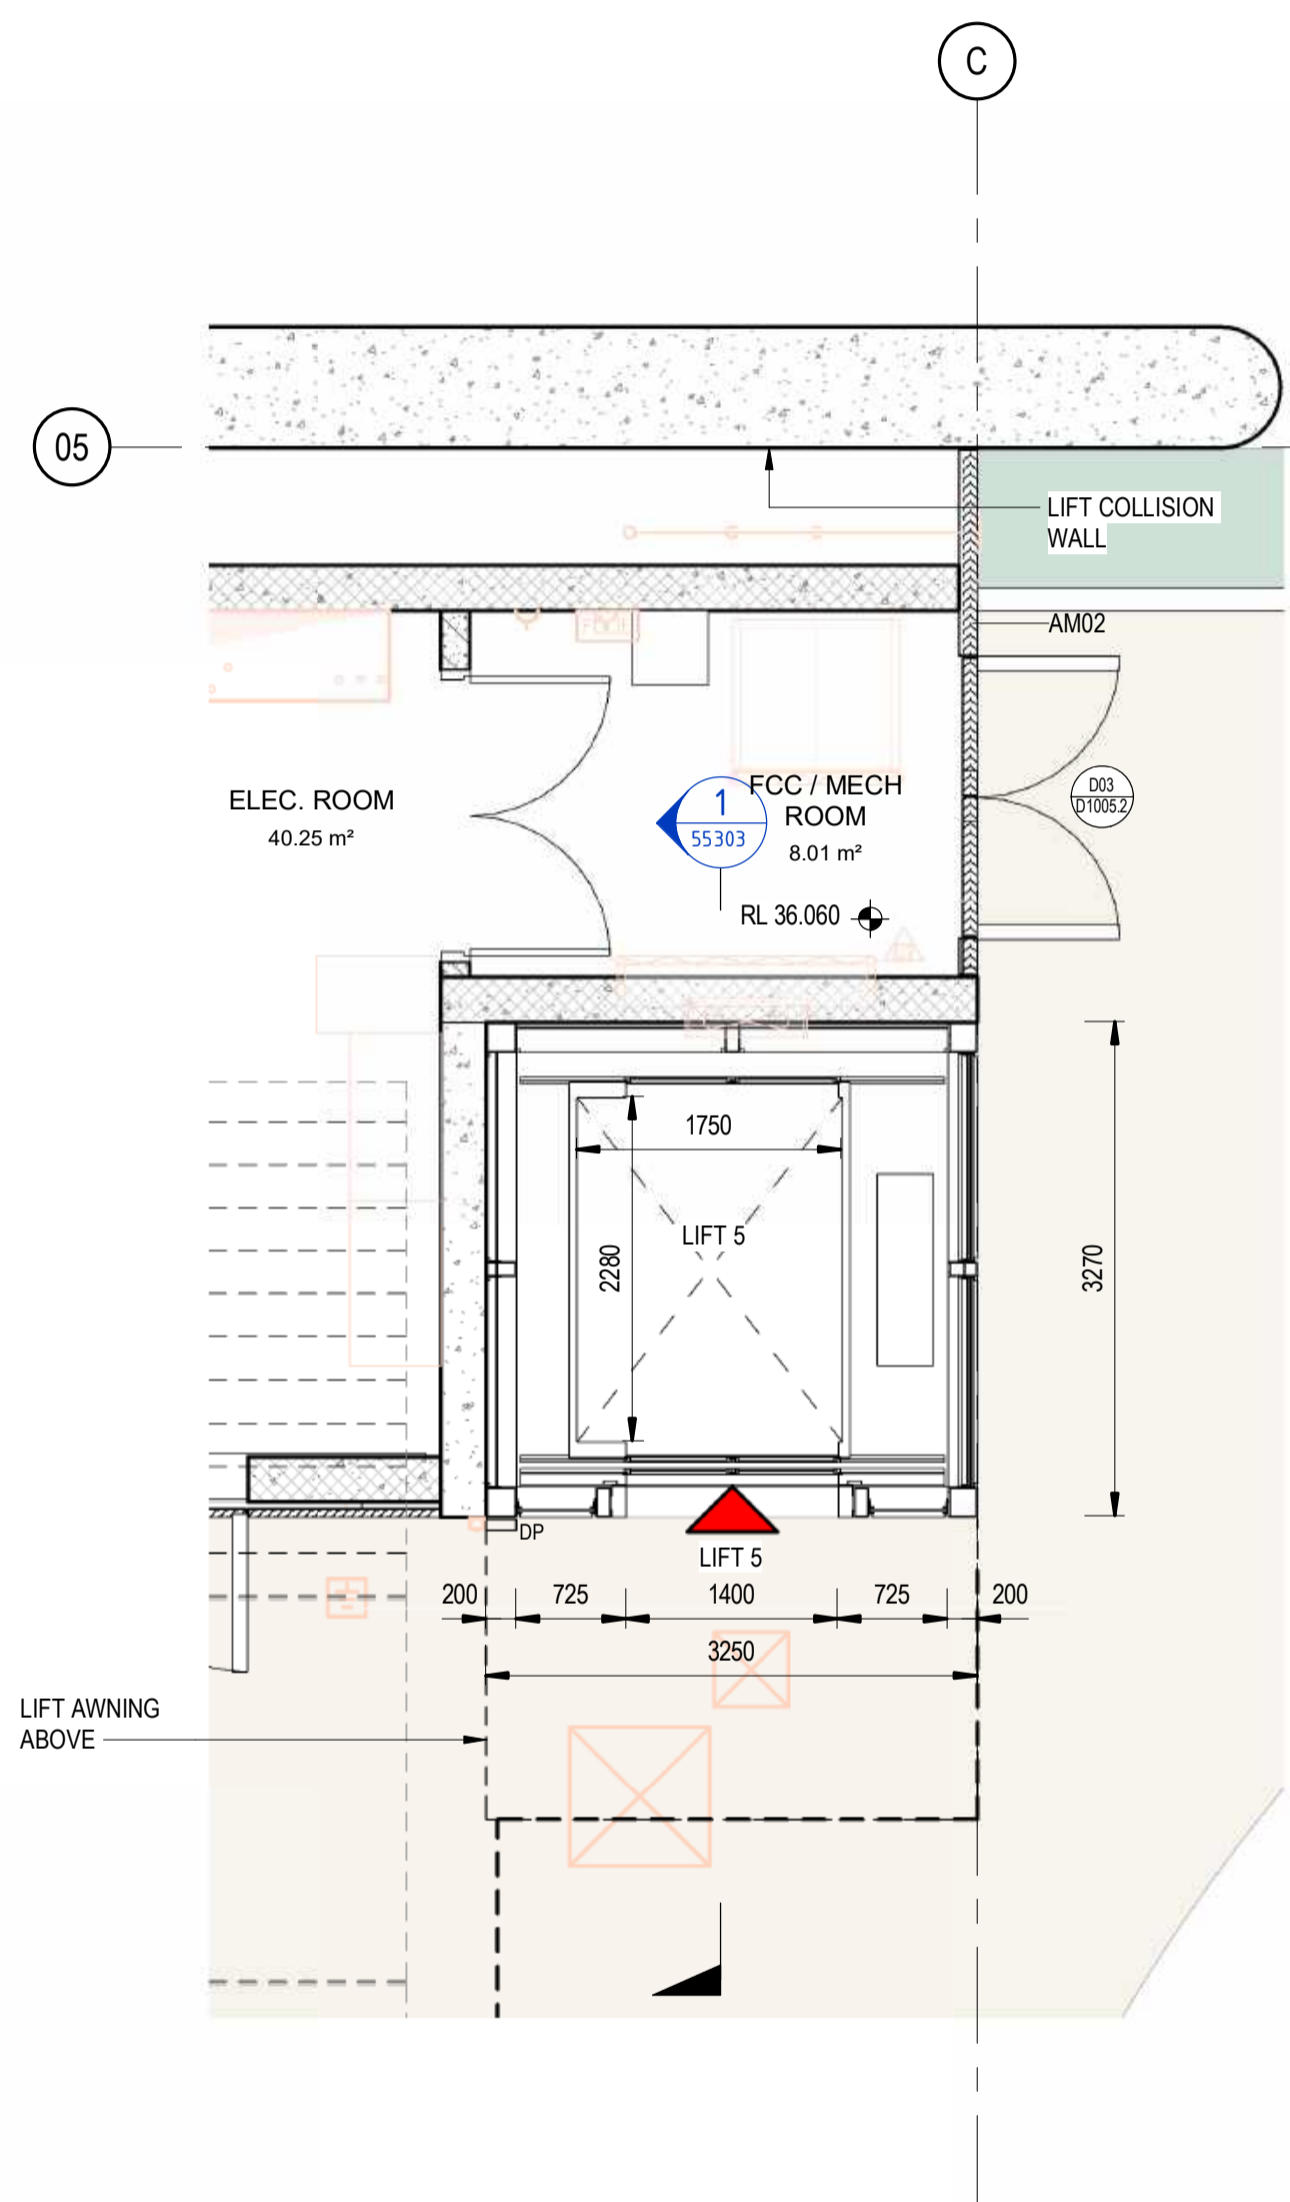 C
05
LIFT COLLISION
WALL
AM02
ELEC. ROOM
40.25 m²
1
55303
FCC / MECH
ROOM
8.01 m²
D03
D1005.2
RL 36.060
1750
LIFT 5
2280
3270
DP
LIFT 5
200
725
1400
725
200
3250
LIFT AWNING
ABOVE